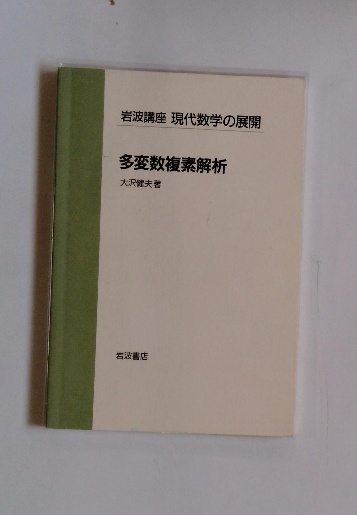 岩波講座 現代数学の展開
多変数複素解析
大沢健夫著
岩波書店